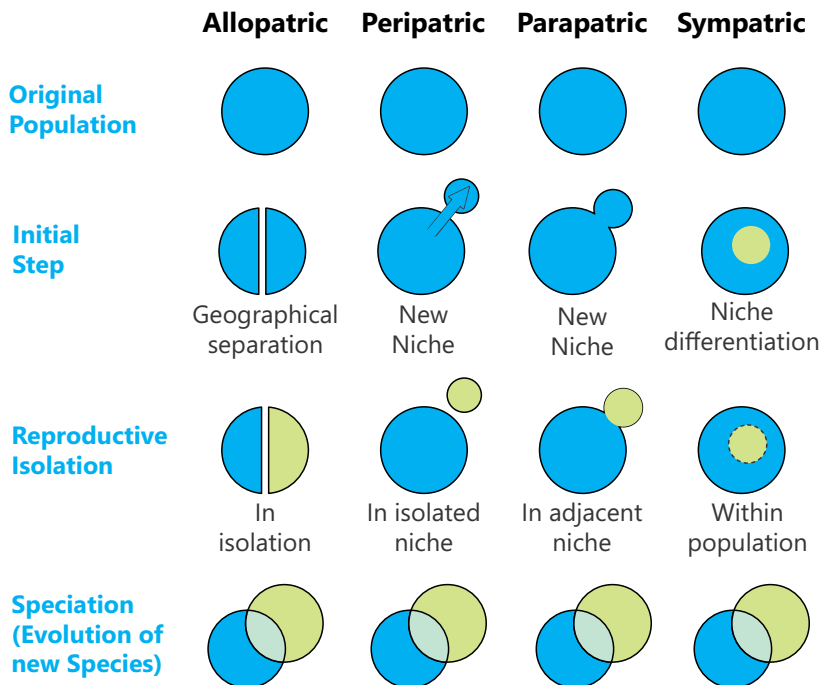 Allopatric Peripatric Parapatric Sympatric
Original
Population
Initial
Step
Geographical
separation
New
Niche
New
Niche
Niche
differentiation
Reproductive
Isolation
In
isolation
In isolated
niche
In adjacent
niche
Within
population
Speciation
(Evolution of
new Species)